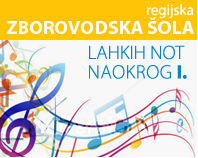 regijska
ZBOROVODSKA ŠOLA
LAHKIH NOT
NAOKROG I.